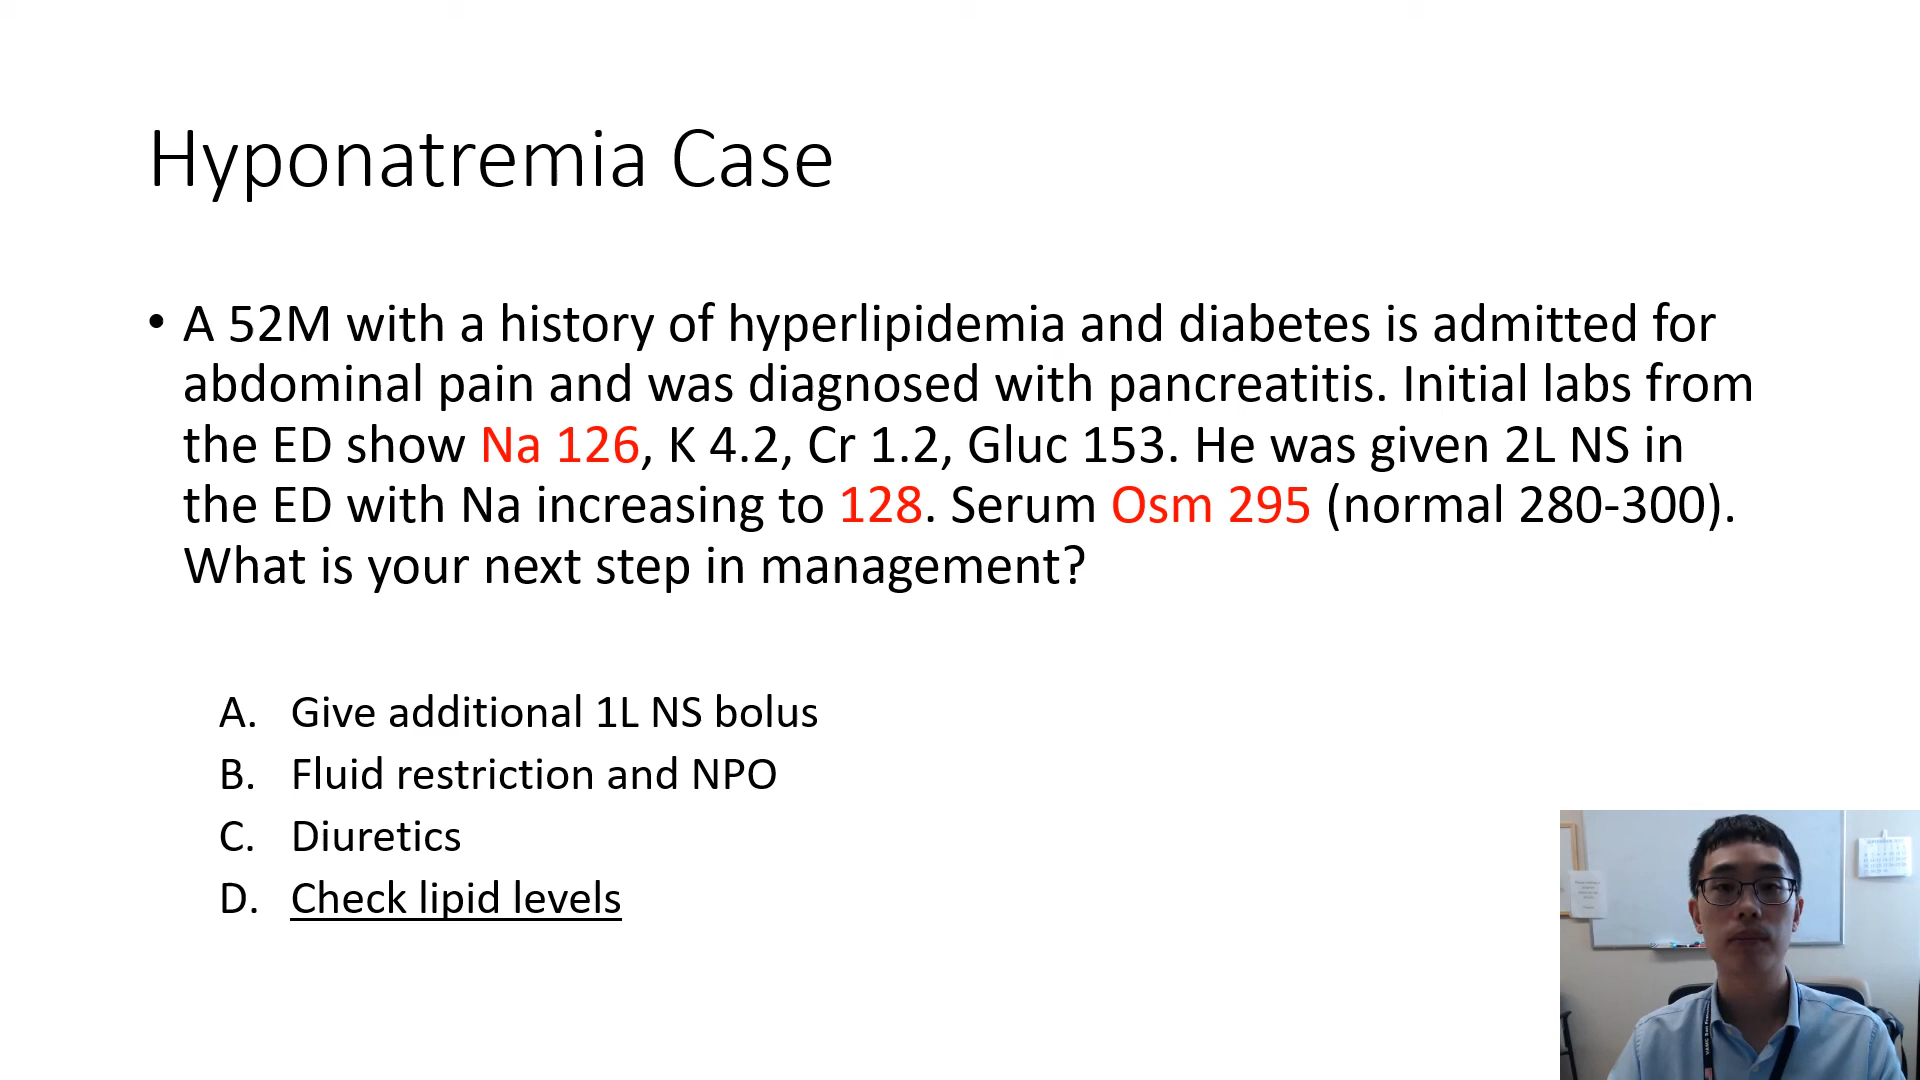 Hyponatremia Case
• A 52M with a history of hyperlipidemia and diabetes is admitted for
abdominal pain and was diagnosed with pancreatitis. Initial labs from
the ED show Na 126, K 4.2, Cr 1.2, Gluc 153. He was given 2L NS in
the ED with Na increasing to 128. Serum Osm 295 (normal 280-300).
What is your next step in management?
A. Give additional 1L NS bolus
B. Fluid restriction and NPO
C. Diuretics
D. Check lipid levels